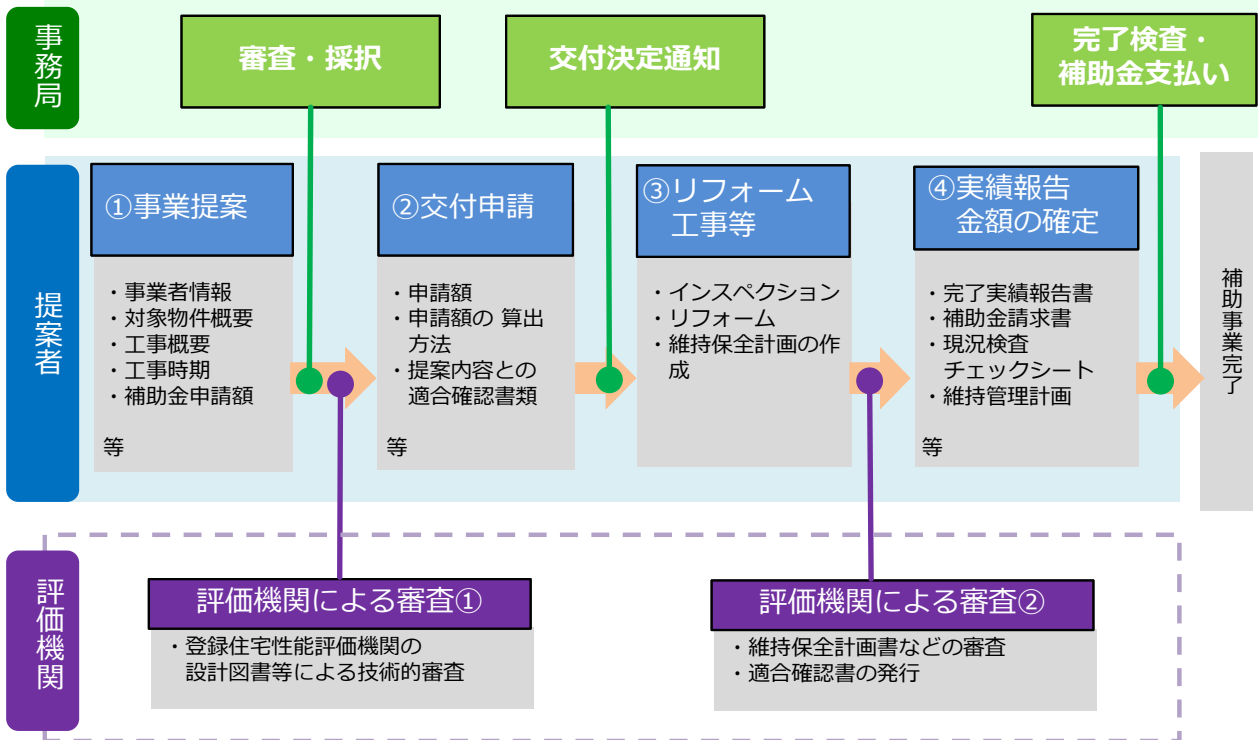 事務局
審査・採択
交付決定通知
完了検査・
補助金支払い
提案者
①事業提案
・事業者情報
・対象物件概要
・工事概要
・工事時期
・補助金申請額
等
②交付申請
・申請額
・申請額の 算出
方法
・提案内容との
適合確認書類
等
③リフォーム
工事等
・インスペクション
・リフォーム
・維持保全計画の作
成
④実績報告
金額の確定
・完了実績報告書
・補助金請求書
・現況検査
チェックシート
・維持管理計画
等
補助事業完了
評価機関
評価機関による審査①
・登録住宅性能評価機関の
設計図書等による技術的審査
評価機関による審査②
・維持保全計画書などの審査
・適合確認書の発行